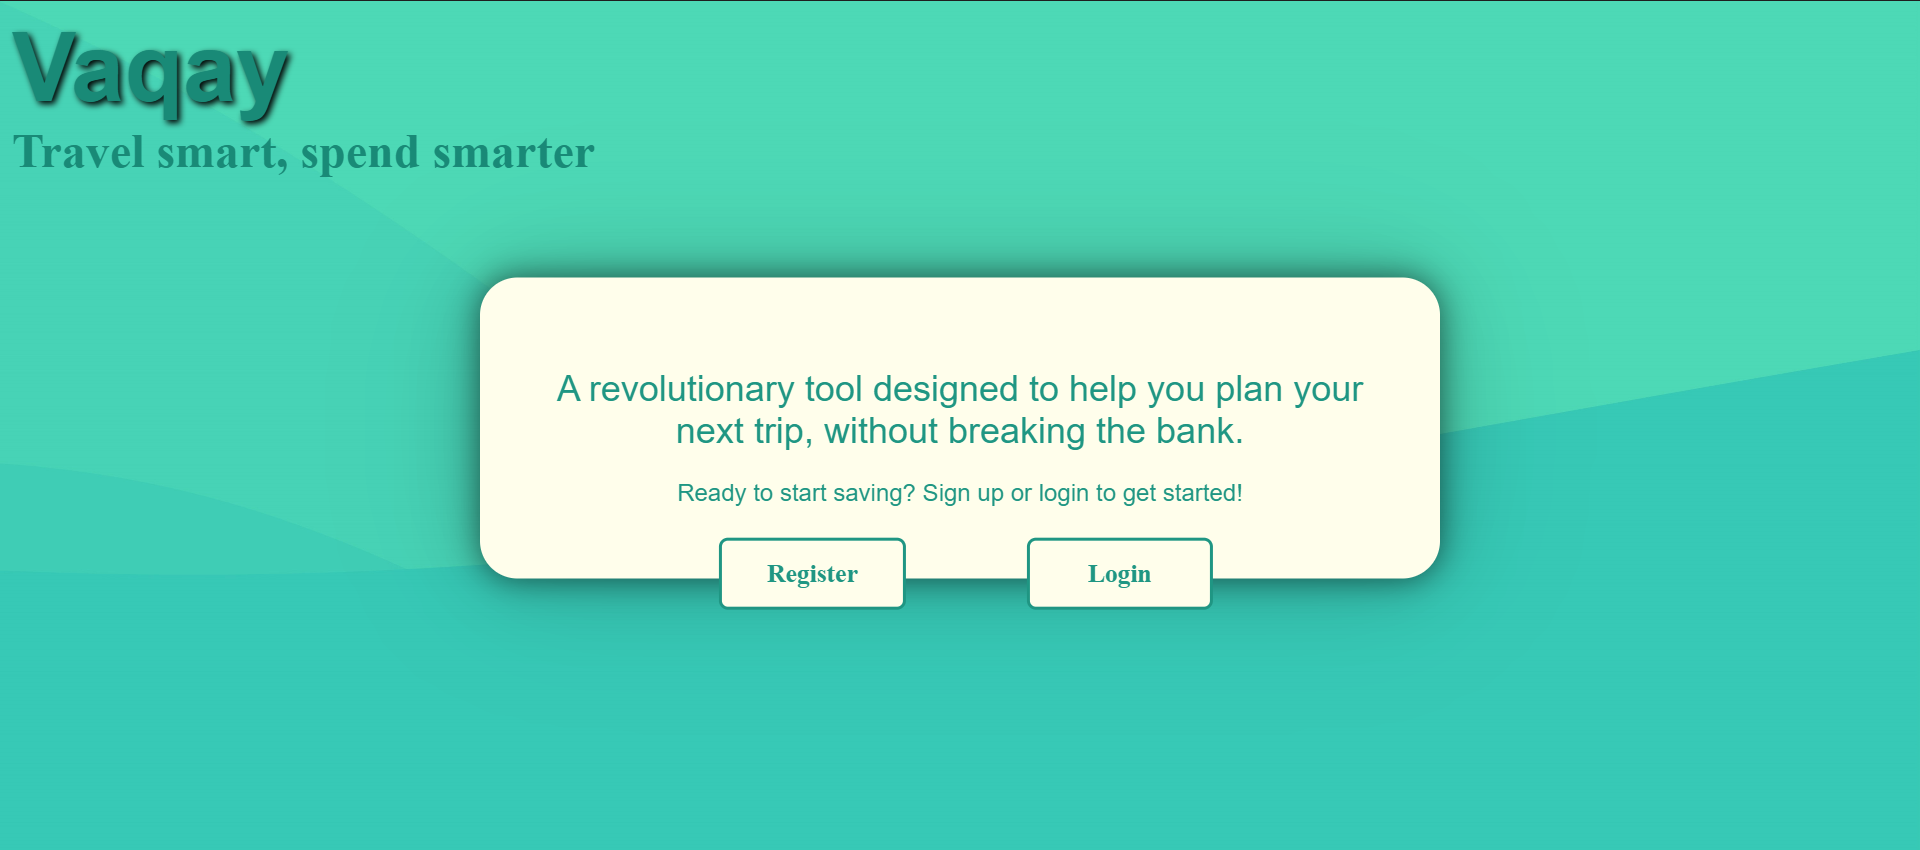 Vaqay
Travel smart, spend smarter
A revolutionary tool designed to help you plan your
next trip, without breaking the bank.
Ready to start saving? Sign up or login to get started!
Register
Login